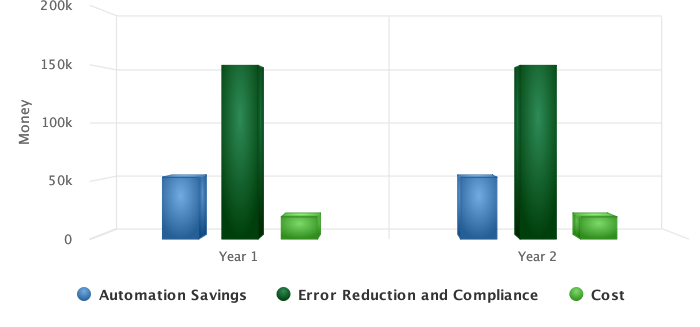 200k
150k
100k
50k
0
Money
Year 1
Year 2
Automation Savings
Error Reduction and Compliance
Cost